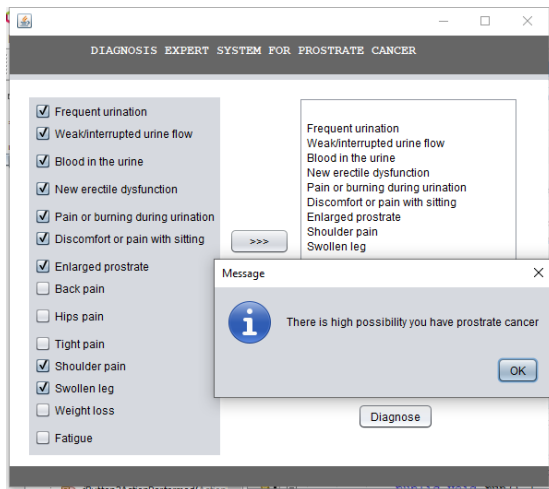 DIAGNOSIS EXPERT SYSTEM FOR PROSTRATE CANCER
Frequent urination
Weak/interrupted urine flow
Blood in the urine
New erectile dysfunction
Pain or burning during urination
Discomfort or pain with sitting
Enlarged prostrate
Back pain
Hips pain
Tight pain
Shoulder pain
Swollen leg
Weight loss
Fatigue
>>>
Frequent urination
Weak/interrupted urine flow
Blood in the urine
New erectile dysfunction
Pain or burning during urination
Discomfort or pain with sitting
Enlarged prostrate
Shoulder pain
Swollen leg
Message
There is high possibility you have prostrate cancer
OK
Diagnose